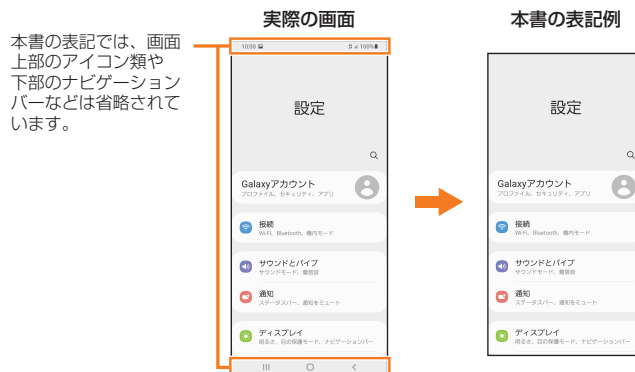 実際の画面
本書の表記例
本書の表記では、画面
上部のアイコン類や
下部のナビゲーション
バーなどは省略されて
います。
10:00
100%
設定
Galaxyアカウント
プロファイル、セキュリティ、アプリ
接続
Wi-Fi、Bluetooth、機内モード
サウンドとバイブ
サウンドモード、着信音
通知
ステータスバー、通知をミュート
ディスプレイ
明るさ、目の保護モード、ナビゲーションバー
設定
Galaxyアカウント
プロファイル、セキュリティ、アプリ
接続
Wi-Fi、Bluetooth、機内モード
サウンドとバイブ
サウンドモード、着信音
通知
ステータスバー、通知をミュート
ディスプレイ
明るさ、目の保護モード、ナビゲーションバー